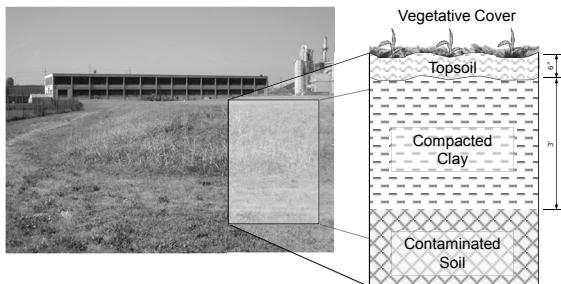 Vegetative Cover
Topsoil
6"
Compacted
Clay
3'
Contaminated
Soil